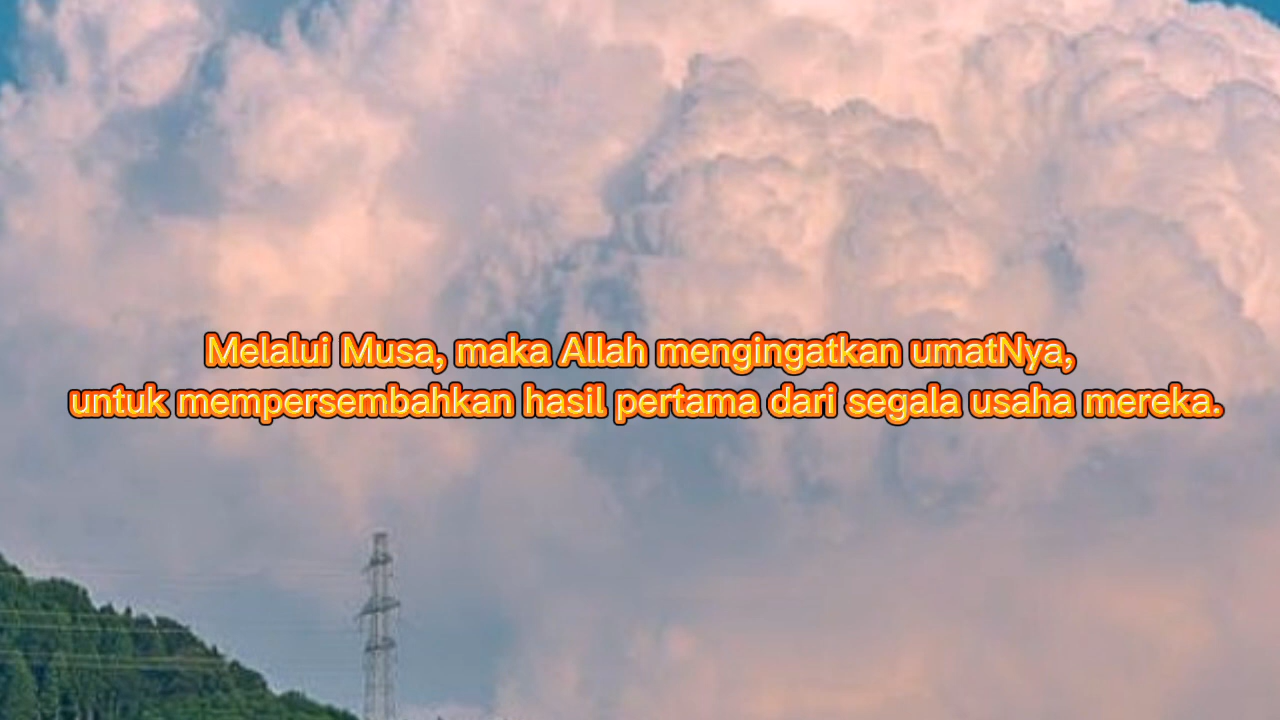 Melalui Musa, maka Allah mengingatkan umatNya,
untuk mempersembahkan hasil pertama dari segala usaha mereka.